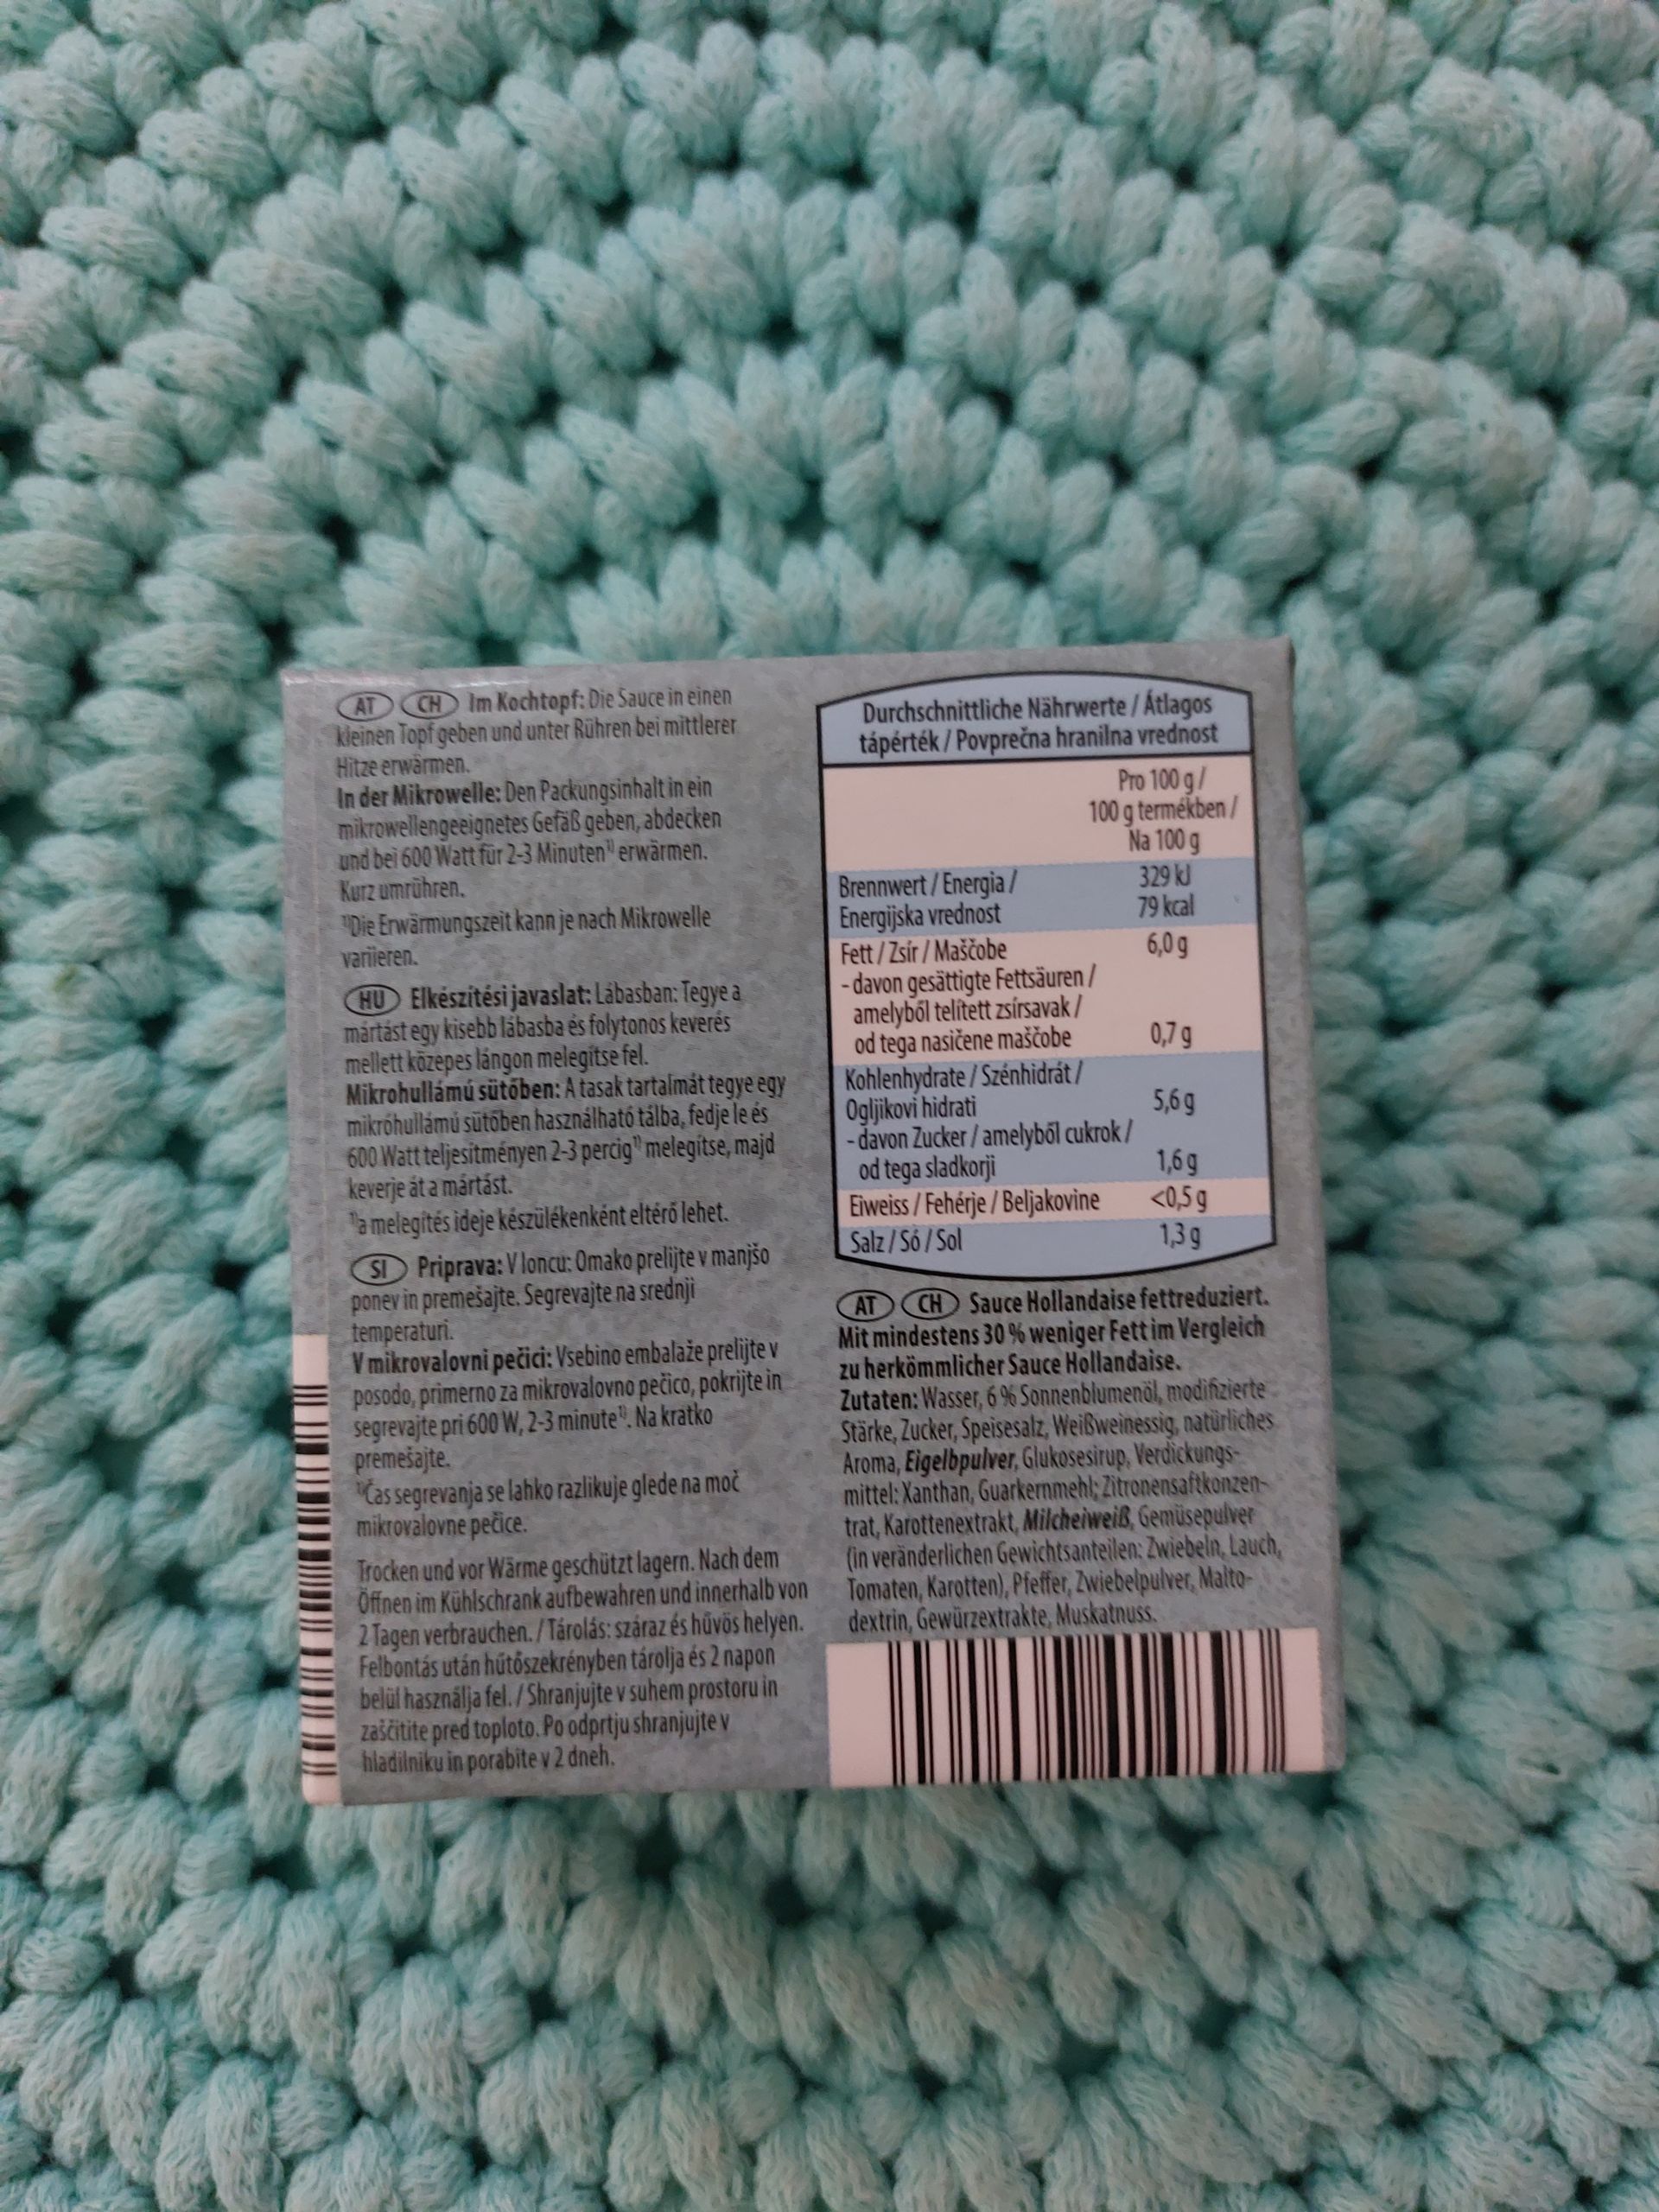 AT CH Im Kochtopf: Die Sauce in einen
kleinen Topf geben und unter Rühren bei mittlerer
Hitze erwärmen.
In der Mikrowelle: Den Packungsinhalt in ein
mikrowellengeeignetes Gefäß geben, abdecken
und bei 600 Watt für 2-3 Minuten¹⁾ erwärmen.
Kurz umrühren.
¹⁾Die Erwärmungszeit kann je nach Mikrowelle
variieren.
HU Elkészítési javaslat: Lábasban: Tegye a
mártást egy kisebb lábasba és folytonos keverés
mellett közepes lángon melegítse fel.
Mikrohullámú sütőben: A tasak tartalmát tegye egy
mikróhullámú sütőben használható tálba, fedje le és
600 Watt teljesítményen 2-3 percig¹⁾ melegítse, majd
keverje át a mártást.
¹⁾a melegítés ideje készülékenként eltérő lehet.
SI Priprava: V loncu: Omako prelijte v manjšo
ponev in premešajte. Segrevajte na srednji
temperaturi.
V mikrovalovni pečici: Vsebino embalaže prelijte v
posodo, primerno za mikrovalovno pečico, pokrijte in
segrevajte pri 600 W, 2-3 minute¹⁾. Na kratko
premešajte.
¹⁾Čas segrevanja se lahko razlikuje glede na moč
mikrovalovne pečice.
Trocken und vor Wärme geschützt lagern. Nach dem
Öffnen im Kühlschrank aufbewahren und innerhalb von
2 Tagen verbrauchen. / Tárolás: száraz és hűvös helyen.
Felbontás után hűtőszekrényben tárolja és 2 napon
belül használja fel. / Shranjujte v suhem prostoru in
zaščitite pred toploto. Po odprtju shranjujte v
hladilniku in porabite v 2 dneh.
Durchschnittliche Nährwerte / Átlagos
tápérték / Povprečna hranilna vrednost
Pro 100 g /
100 g termékben /
Na 100 g
Brennwert / Energia / 329 kJ
Energijska vrednost 79 kcal
Fett / Zsír / Maščobe 6,0 g
- davon gesättigte Fettsäuren /
amelyből telített zsírsavak /
od tega nasičene maščobe 0,7 g
Kohlenhydrate / Szénhidrát /
Ogljikovi hidrati 5,6 g
- davon Zucker / amelyből cukrok /
od tega sladkorji 1,6 g
Eiweiss / Fehérje / Beljakovine <0,5 g
Salz / Só / Sol 1,3 g
AT CH Sauce Hollandaise fettreduziert.
Mit mindestens 30 % weniger Fett im Vergleich
zu herkömmlicher Sauce Hollandaise.
Zutaten: Wasser, 6 % Sonnenblumenöl, modifizierte
Stärke, Zucker, Speisesalz, Weißweinessig, natürliches
Aroma, Eigelbpulver, Glukosesirup, Verdickungs-
mittel: Xanthan, Guarkernmehl; Zitronensaftkonzen-
trat, Karottenextrakt, Milcheiweiß, Gemüsepulver
(in veränderlichen Gewichtsanteilen: Zwiebeln, Lauch,
Tomaten, Karotten), Pfeffer, Zwiebelpulver, Malto-
dextrin, Gewürzextrakte, Muskatnuss.